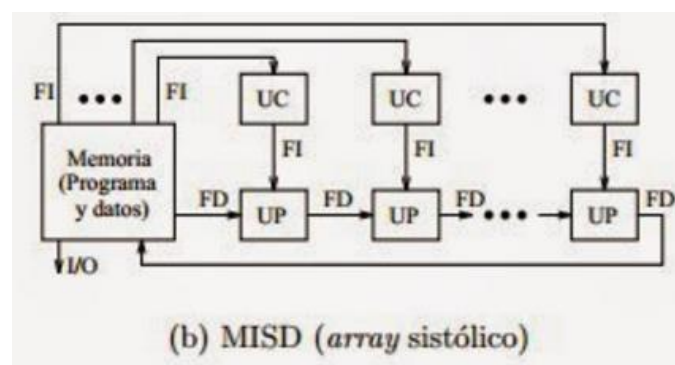 FI ••• FI
UC UC ••• UC
Memoria
(Programa
y datos)
FI FI FI
FD UP FD UP FD ••• UP FD
I/O
(b) MISD (array sistólico)